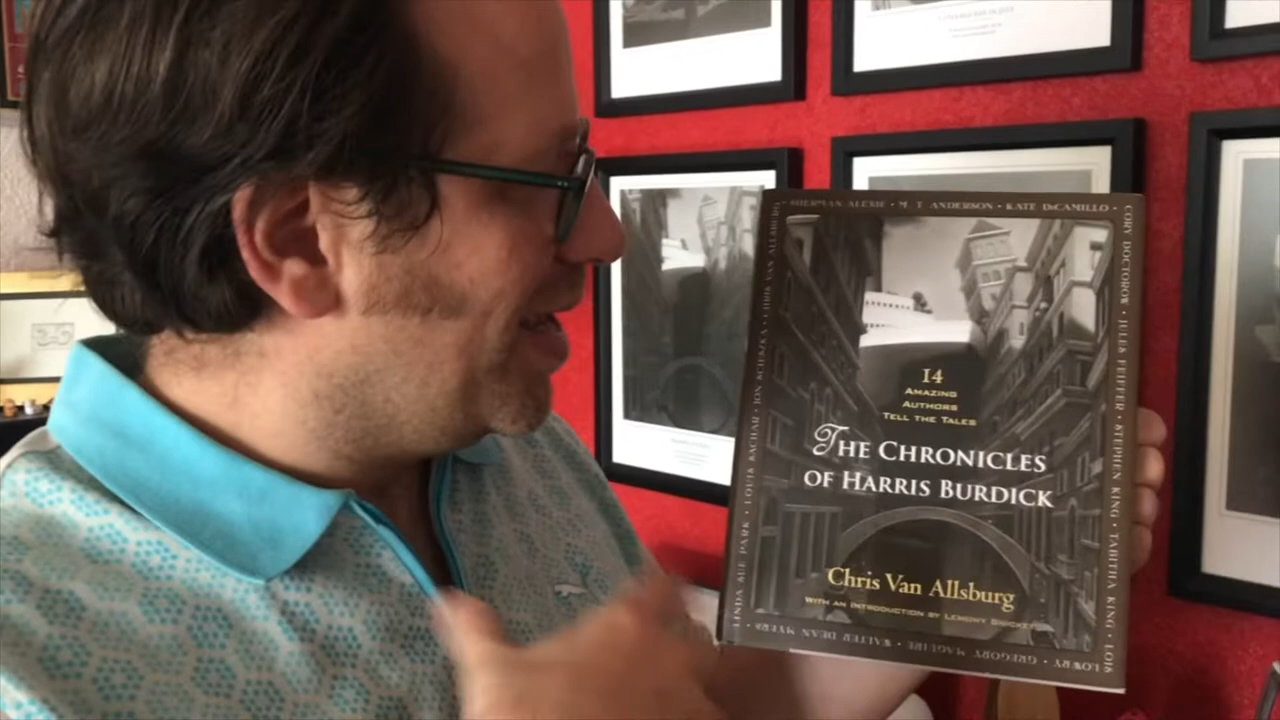 SHERMAN ALEXIE • M. T. ANDERSON • KATE DiCAMILLO •
CORY DOCTOROW • JULES FEIFFER • STEPHEN KING • TABITHA KING • LOIS
LOWRY • GREGORY MAGUIRE • WALTER DEAN MYERS •
LINDA SUE PARK • LOUIS SACHAR • JON SCIESZKA • CHRIS VAN ALLSBURG •
14
AMAZING
AUTHORS
TELL THE TALES
THE CHRONICLES
OF HARRIS BURDICK
Chris Van Allsburg
WITH AN INTRODUCTION BY LEMONY SNICKET